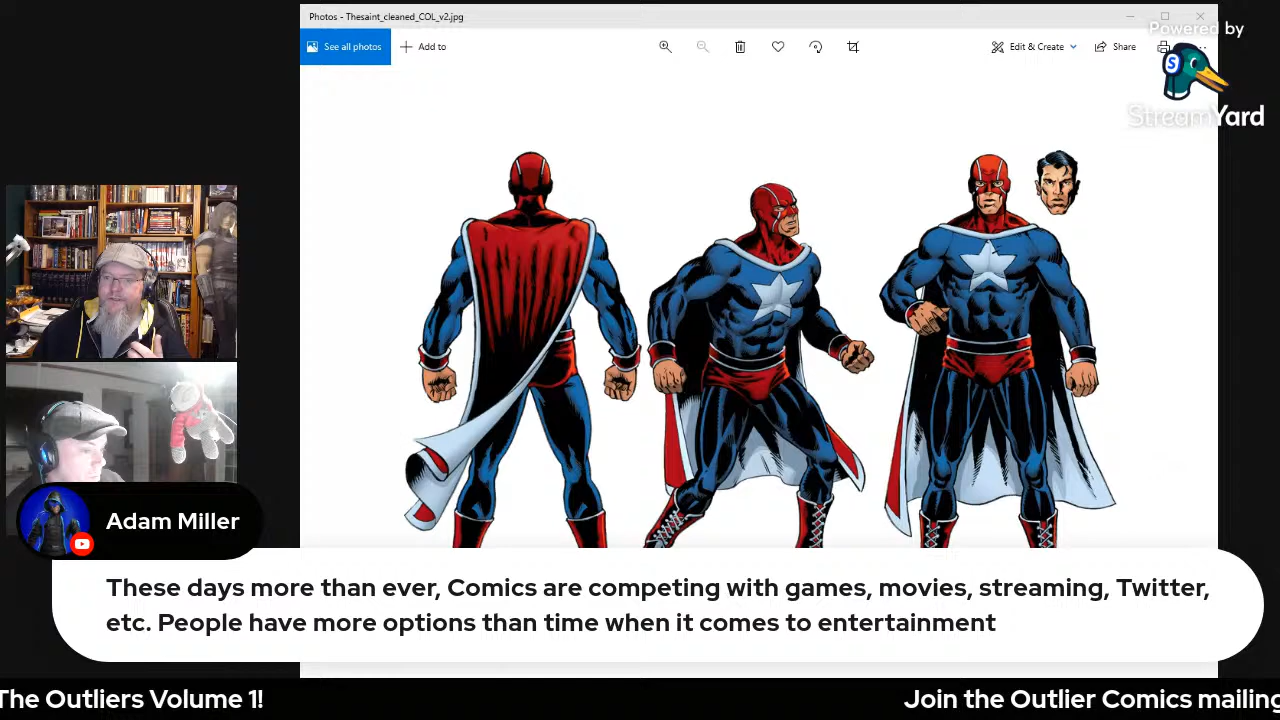 Photos - Thesaint_cleaned_COL_v2.jpg
See all photos
Add to
Edit & Create
Share
Powered by
S
StreamYard
Adam Miller
These days more than ever, Comics are competing with games, movies, streaming, Twitter,
etc. People have more options than time when it comes to entertainment
The Outliers Volume 1!
Join the Outlier Comics mailing